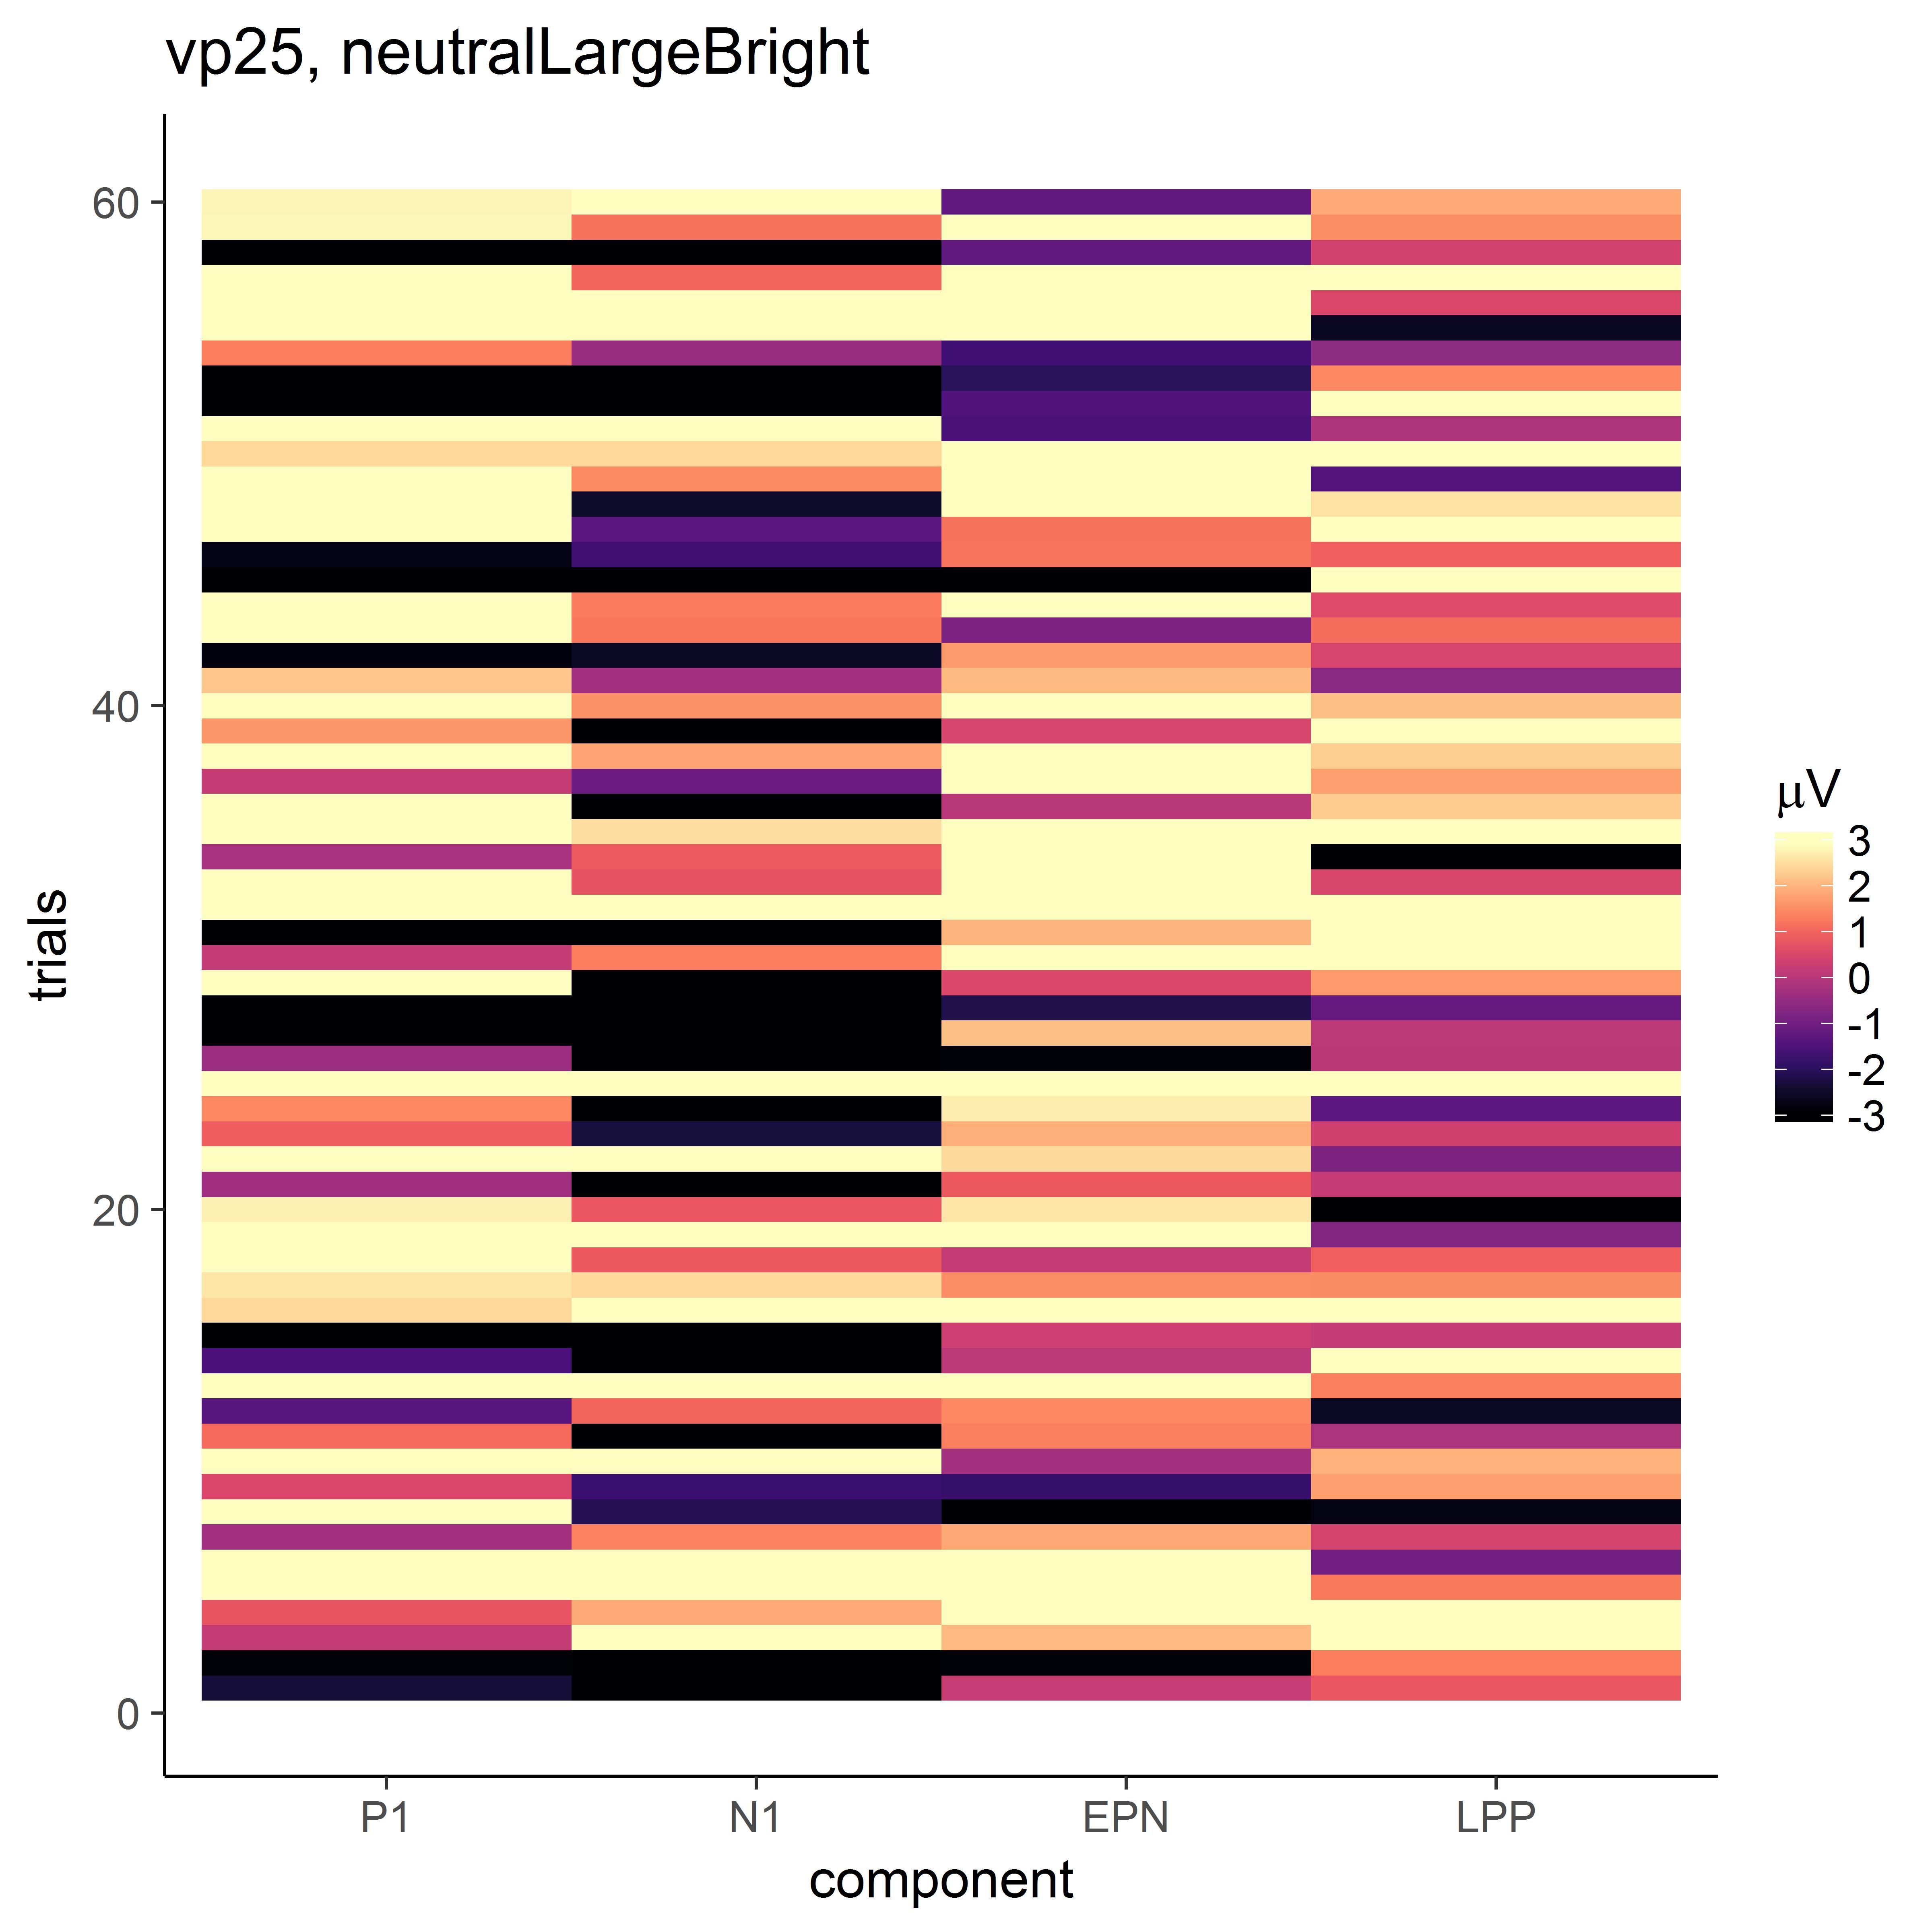 vp25, neutralLargeBright
60
40
20
0
trials
P1
N1
EPN
LPP
component
μV
3
2
1
0
-1
-2
-3